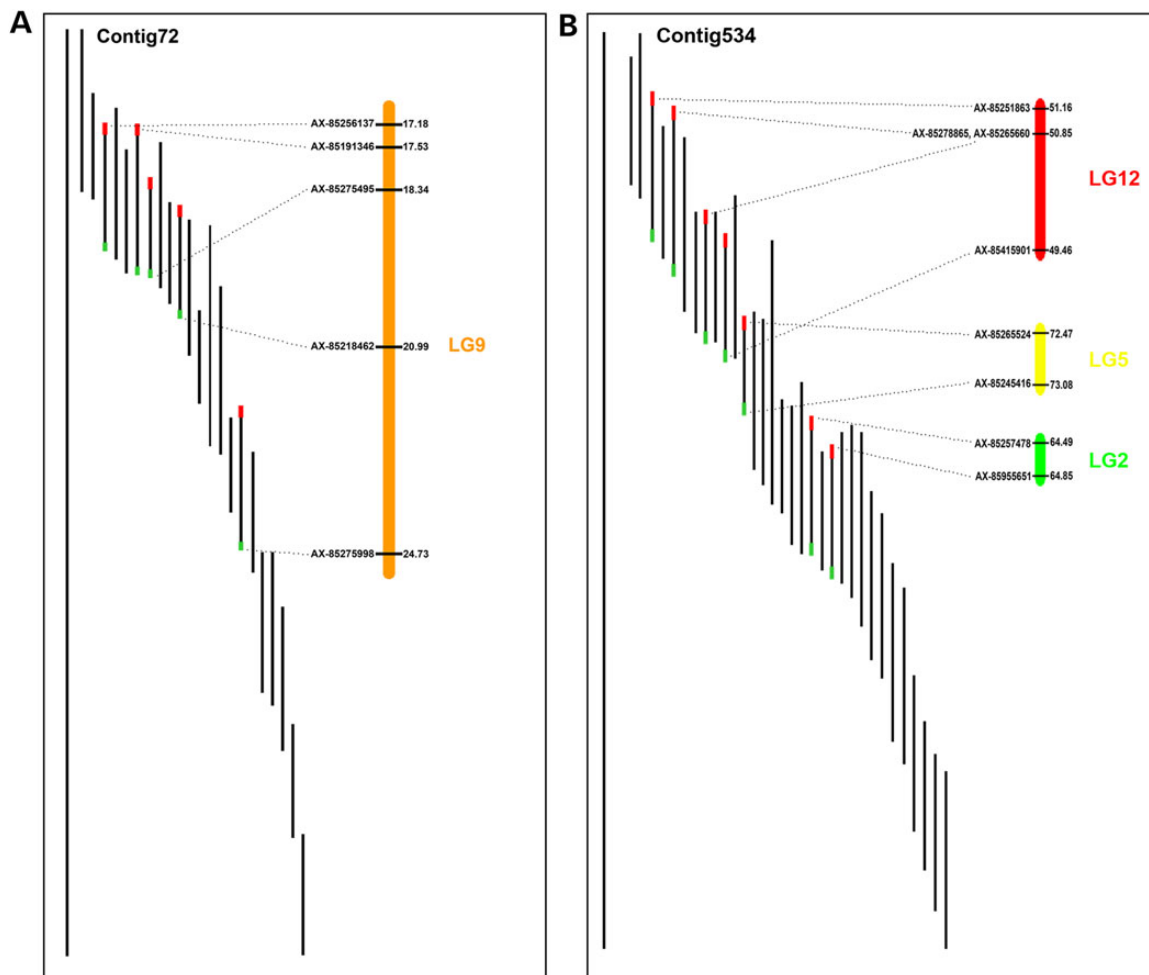 A
Contig72
AX-85256137 17.18
AX-85191346 17.53
AX-85275495 18.34
AX-85218462 20.99
LG9
AX-85275998 24.73
B
Contig534
AX-85251863 51.16
AX-85278865, AX-85265660 50.85
LG12
AX-85415901 49.46
AX-85265524 72.47
LG5
AX-85245416 73.08
AX-85257478 64.49
LG2
AX-85955651 64.85